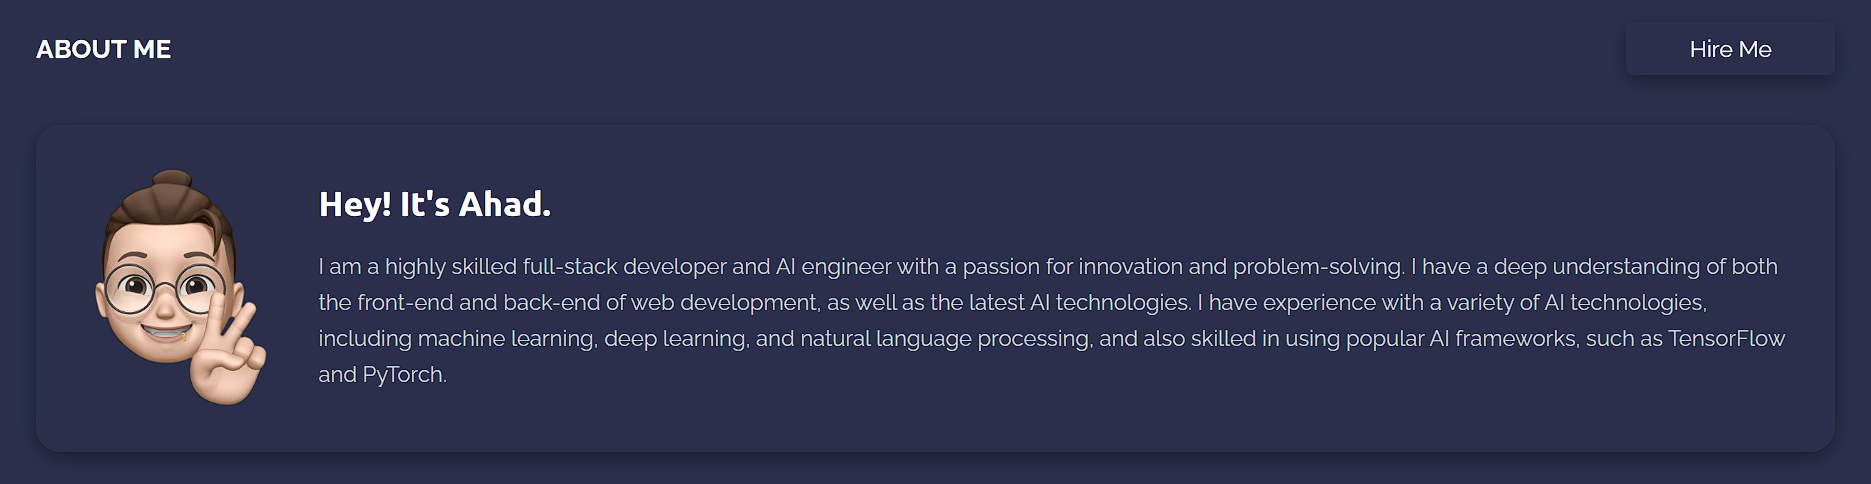 ABOUT ME
Hire Me
Hey! It's Ahad.
I am a highly skilled full-stack developer and AI engineer with a passion for innovation and problem-solving. I have a deep understanding of both
the front-end and back-end of web development, as well as the latest AI technologies. I have experience with a variety of AI technologies,
including machine learning, deep learning, and natural language processing, and also skilled in using popular AI frameworks, such as TensorFlow
and PyTorch.